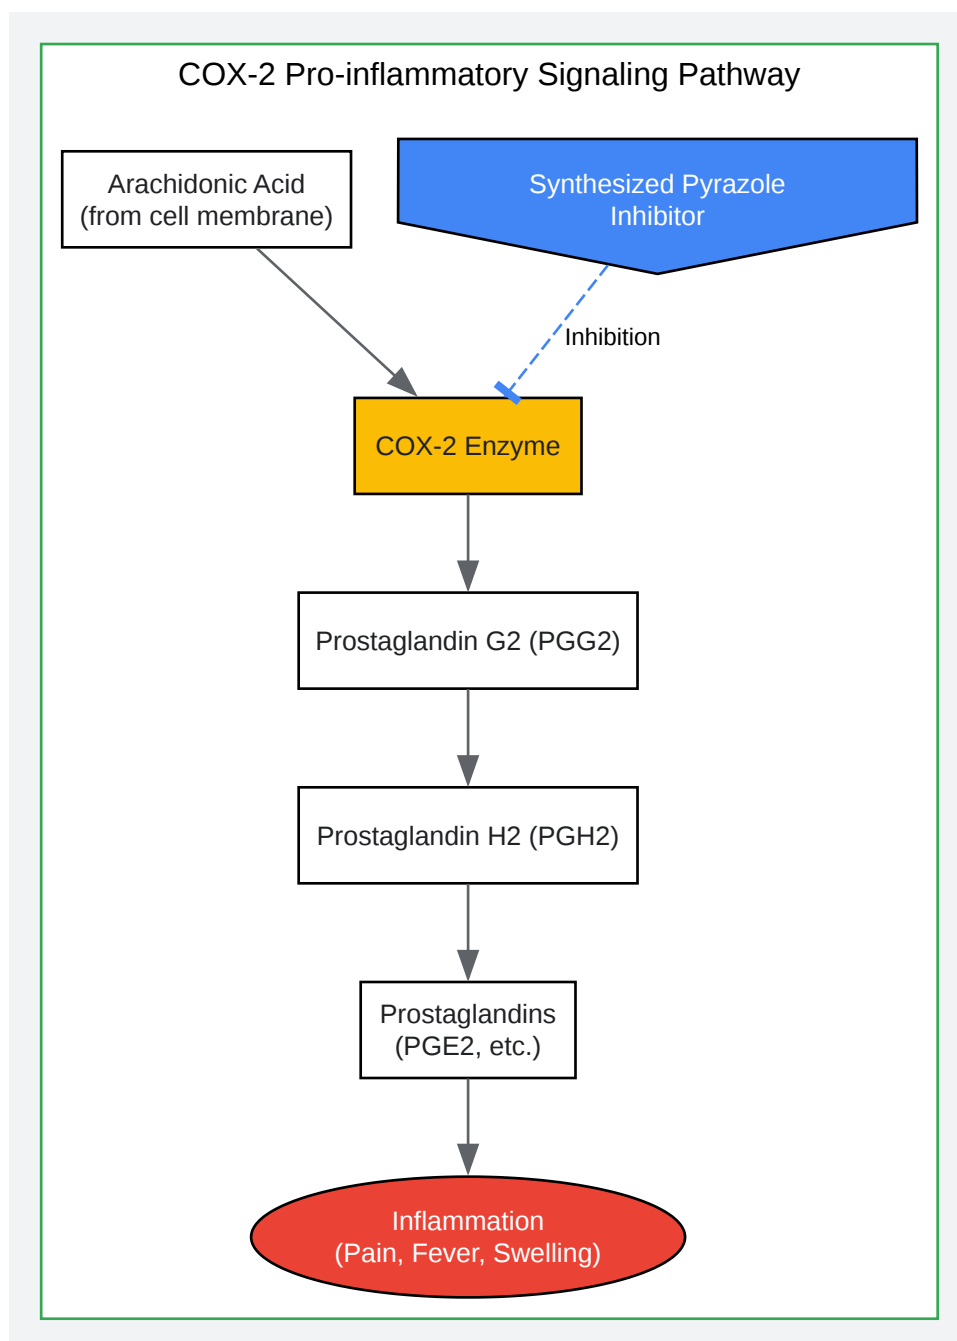 COX-2 Pro-inflammatory Signaling Pathway
Arachidonic Acid
(from cell membrane)
Synthesized Pyrazole
Inhibitor
Inhibition
COX-2 Enzyme
Prostaglandin G2 (PGG2)
Prostaglandin H2 (PGH2)
Prostaglandins
(PGE2, etc.)
Inflammation
(Pain, Fever, Swelling)